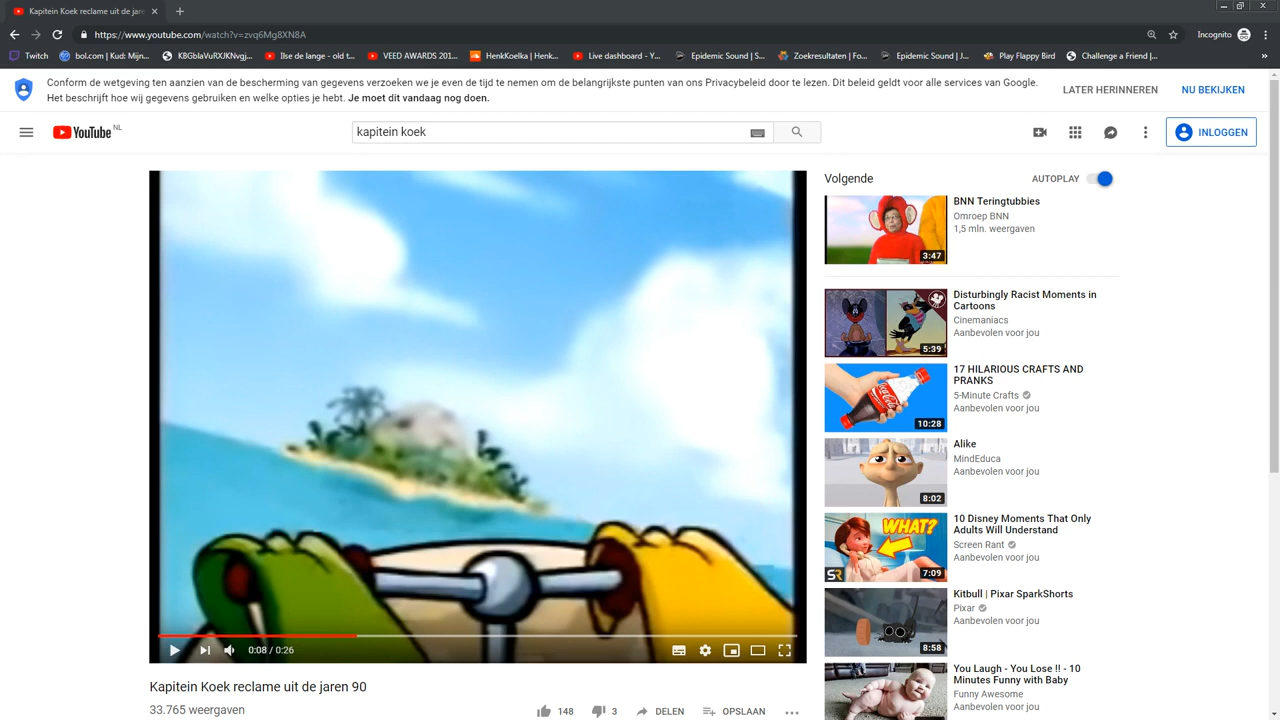 Kapitein Koek reclame uit de jare
https://www.youtube.com/watch?v=zvq6Mg8XN8A
Incognito
Twitch
bol.com | Kud: Mijn...
KBGbIaVuRX/KNvgj...
Ilse de lange - old t...
VEED AWARDS 201...
HenkKoelka | Henk...
Live dashboard - Y...
Epidemic Sound | S...
Zoekresultaten | Fo...
Epidemic Sound | J...
Play Flappy Bird
Challenge a Friend |...
»
Conform de wetgeving ten aanzien van de bescherming van gegevens verzoeken we je even de tijd te nemen om de belangrijkste punten van ons Privacybeleid door te lezen. Dit beleid geldt voor alle services van Google.
Het beschrijft hoe wij gegevens gebruiken en welke opties je hebt. Je moet dit vandaag nog doen.
LATER HERINNEREN
NU BEKIJKEN
YouTube NL
kapitein koek
INLOGGEN
Volgende
AUTOPLAY
BNN Teringtubbies
Omroep BNN
1,5 mln. weergaven
3:47
Disturbingly Racist Moments in
Cartoons
Cinemaniacs
Aanbevolen voor jou
5:39
17 HILARIOUS CRAFTS AND
PRANKS
5-Minute Crafts
Aanbevolen voor jou
Coca-Cola
10:28
Alike
MindEduca
Aanbevolen voor jou
8:02
10 Disney Moments That Only
Adults Will Understand
Screen Rant
Aanbevolen voor jou
WHAT?
SR
7:09
Kitbull | Pixar SparkShorts
Pixar
Aanbevolen voor jou
8:58
You Laugh - You Lose !! - 10
Minutes Funny with Baby
Funny Awesome
Aanbevolen voor jou
0:08 / 0:26
Kapitein Koek reclame uit de jaren 90
33.765 weergaven
148
3
DELEN
OPSLAAN